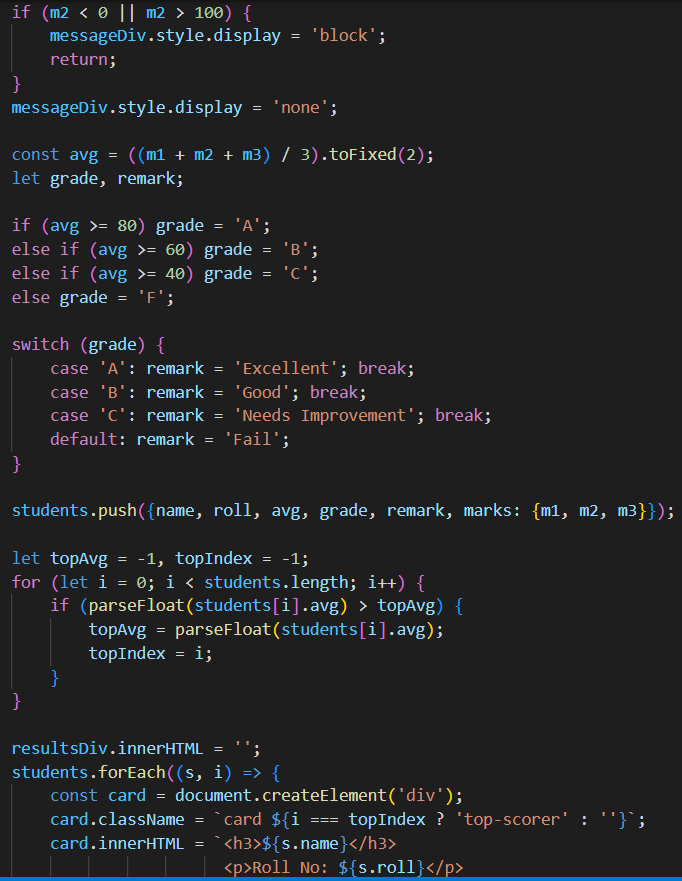 if (m2 < 0 || m2 > 100) {
    messageDiv.style.display = 'block';
    return;
}
messageDiv.style.display = 'none';

const avg = ((m1 + m2 + m3) / 3).toFixed(2);
let grade, remark;

if (avg >= 80) grade = 'A';
else if (avg >= 60) grade = 'B';
else if (avg >= 40) grade = 'C';
else grade = 'F';

switch (grade) {
    case 'A': remark = 'Excellent'; break;
    case 'B': remark = 'Good'; break;
    case 'C': remark = 'Needs Improvement'; break;
    default: remark = 'Fail';
}

students.push({name, roll, avg, grade, remark, marks: {m1, m2, m3}});

let topAvg = -1, topIndex = -1;
for (let i = 0; i < students.length; i++) {
    if (parseFloat(students[i].avg) > topAvg) {
        topAvg = parseFloat(students[i].avg);
        topIndex = i;
    }
}

resultsDiv.innerHTML = '';
students.forEach((s, i) => {
    const card = document.createElement('div');
    card.className = `card ${i === topIndex ? 'top-scorer' : ''}`;
    card.innerHTML = `<h3>${s.name}</h3>
                      <p>Roll No: ${s.roll}</p>